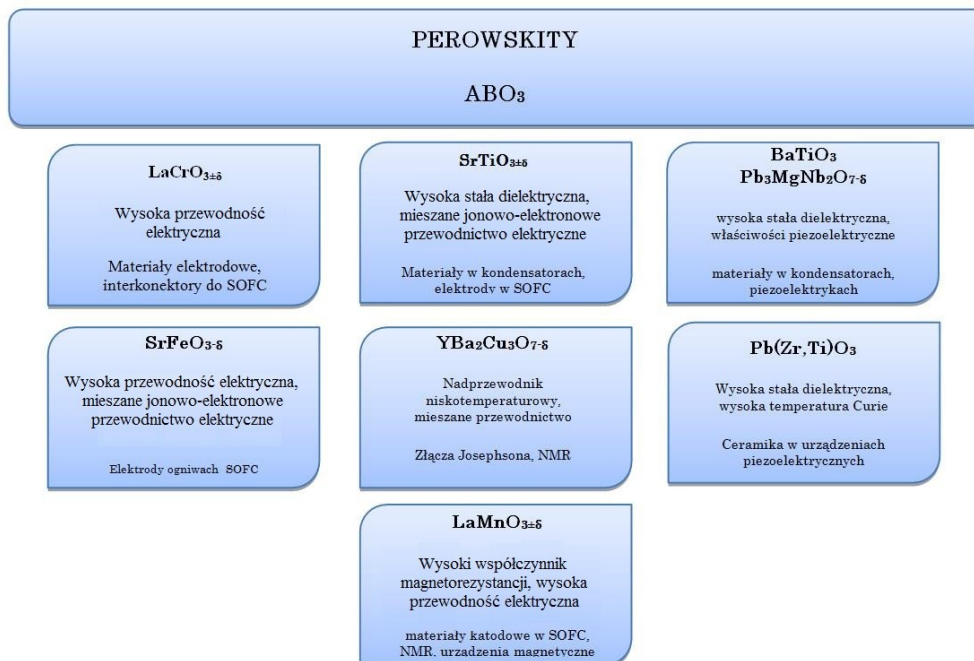 PEROWSKITY
ABO₃
LaCrO₃±δ
Wysoka przewodność
elektryczna
Materiały elektrodowe,
interkonektory do SOFC
SrTiO₃±δ
Wysoka stała dielektryczna,
mieszane jonowo-elektronowe
przewodnictwo elektryczne
Materiały w kondensatorach,
elektrody w SOFC
BaTiO₃
Pb₃MgNb₂O₇-δ
wysoka stała dielektryczna,
właściwości piezoelektryczne
materiały w kondensatorach,
piezoelektrykach
SrFeO₃-δ
Wysoka przewodność elektryczna,
mieszane jonowo-elektronowe
przewodnictwo elektryczne
Elektrody ogniwach SOFC
YBa₂Cu₃O₇-δ
Nadprzewodnik
niskotemperaturowy,
mieszane przewodnictwo
Złącza Josephsona, NMR
Pb(Zr,Ti)O₃
Wysoka stała dielektryczna,
wysoka temperatura Curie
Ceramika w urządzeniach
piezoelektrycznych
LaMnO₃±δ
Wysoki współczynnik
magnetorezystancji, wysoka
przewodność elektryczna
materiały katodowe w SOFC,
NMR, urządzenia magnetyczne